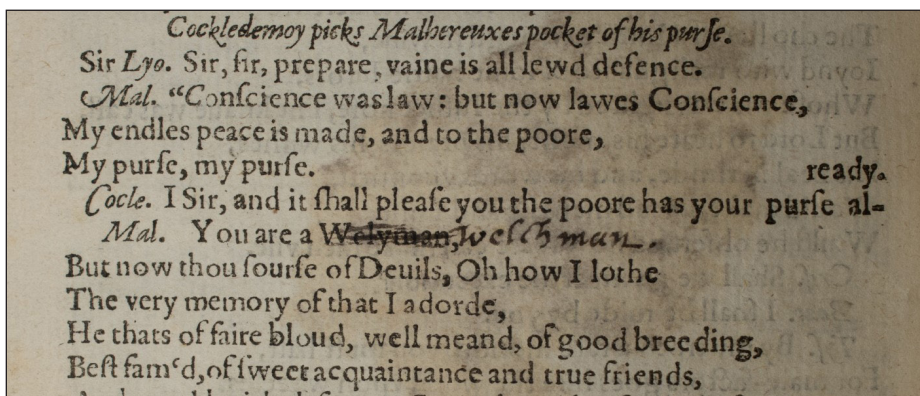 Cockledemoy picks Malhereuxes pocket of his purſe.
Sir Lyo. Sir, ſir, prepare, vaine is all lewd defence.
Mal. “Conſcience was law: but now lawes Conſcience,
My endles peace is made, and to the poore,
My purſe, my purſe. ready.
Cocle. I Sir, and it ſhall pleaſe you the poore has your purſe al-
Mal. You are a Welyman, welchman.
But now thou ſourſe of Deuils, Oh how I lothe
The very memory of that I adorde,
He thats of faire bloud, well meand, of good breeding,
Beſt fam‘d, of ſweet acquaintance and true friends,